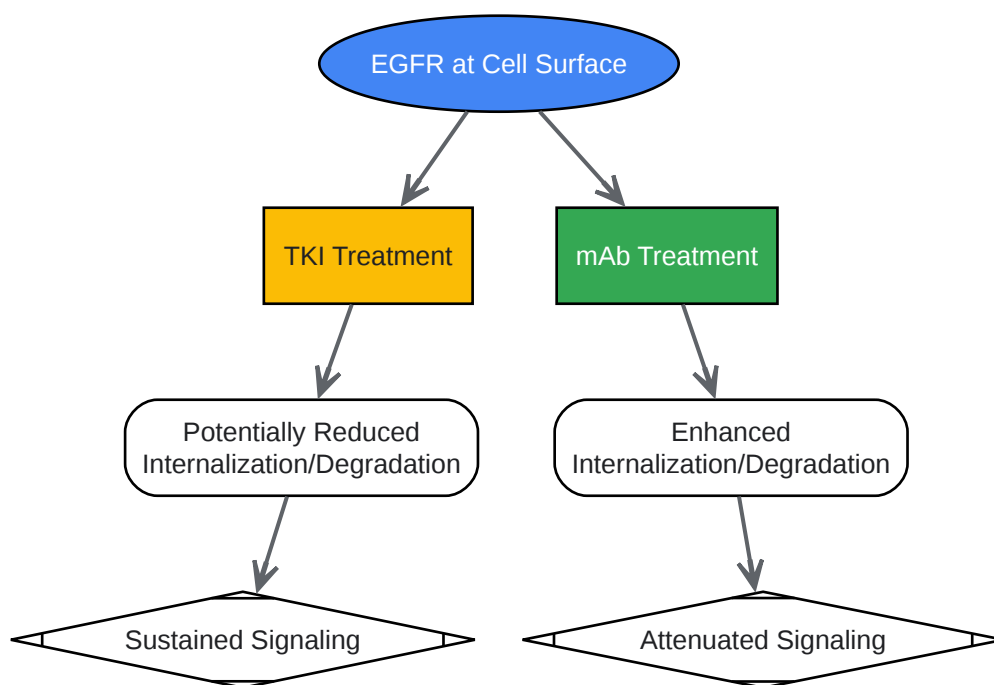 EGFR at Cell Surface
TKI Treatment
mAb Treatment
Potentially Reduced
Internalization/Degradation
Enhanced
Internalization/Degradation
Sustained Signaling
Attenuated Signaling